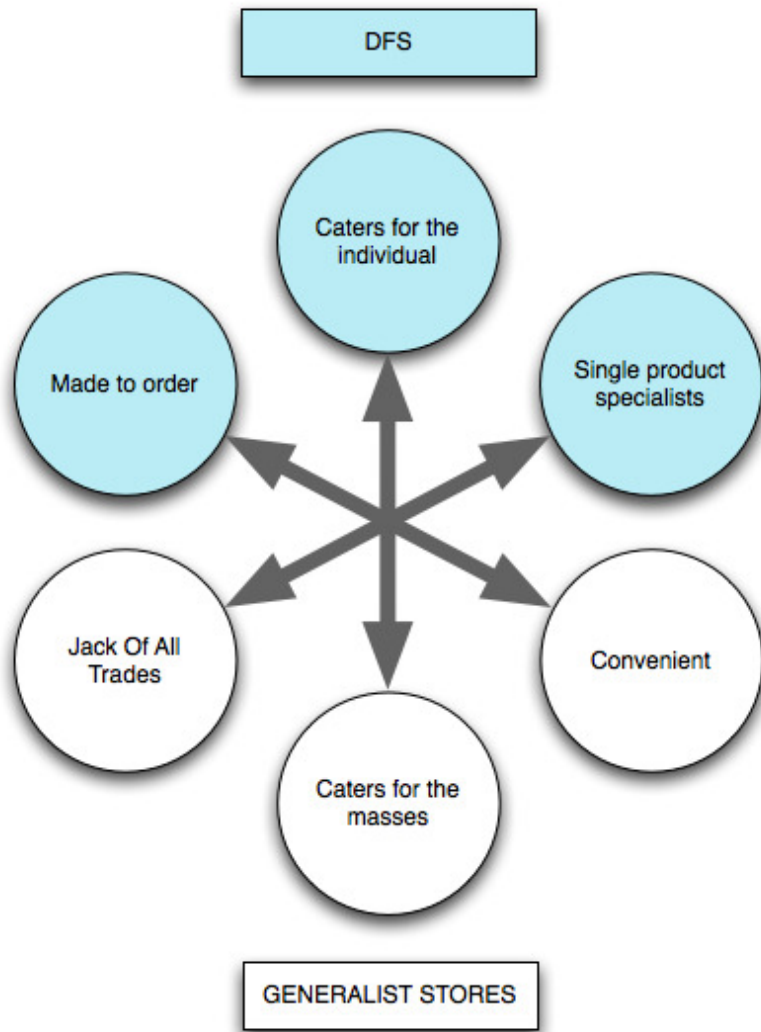 DFS
Caters for the
individual
Made to order
Single product
specialists
Jack Of All
Trades
Convenient
Caters for the
masses
GENERALIST STORES